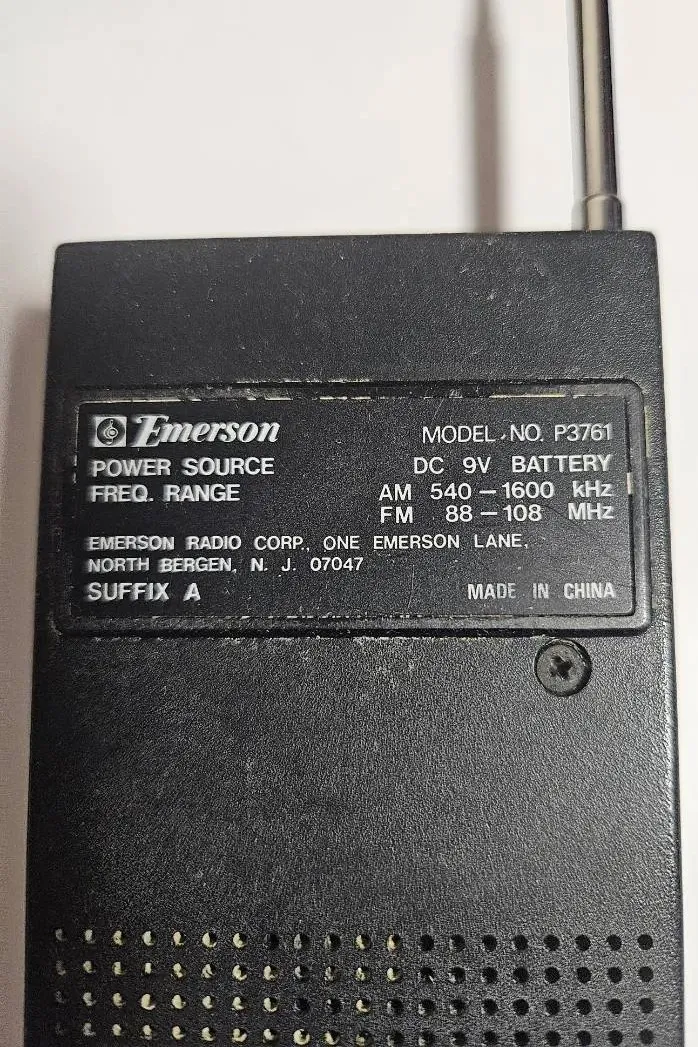 Emerson MODEL NO. P3761
POWER SOURCE DC 9V BATTERY
FREQ. RANGE AM 540 – 1600 kHz
FM 88 – 108 MHz
EMERSON RADIO CORP., ONE EMERSON LANE,
NORTH BERGEN, N. J. 07047
SUFFIX A MADE IN CHINA